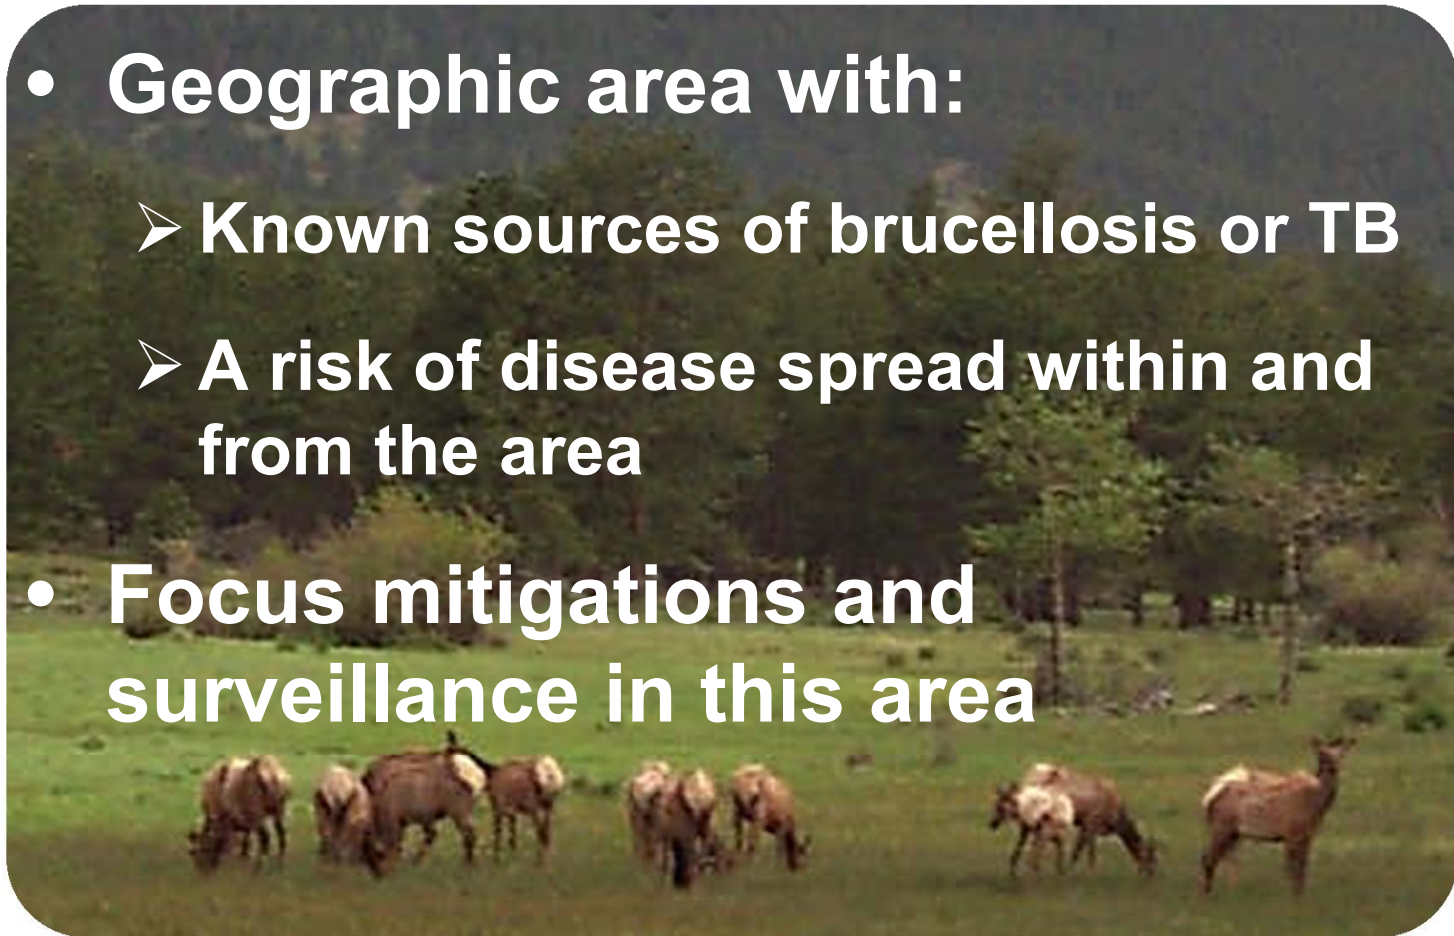 • Geographic area with:
➢ Known sources of brucellosis or TB
➢ A risk of disease spread within and
from the area
• Focus mitigations and
surveillance in this area